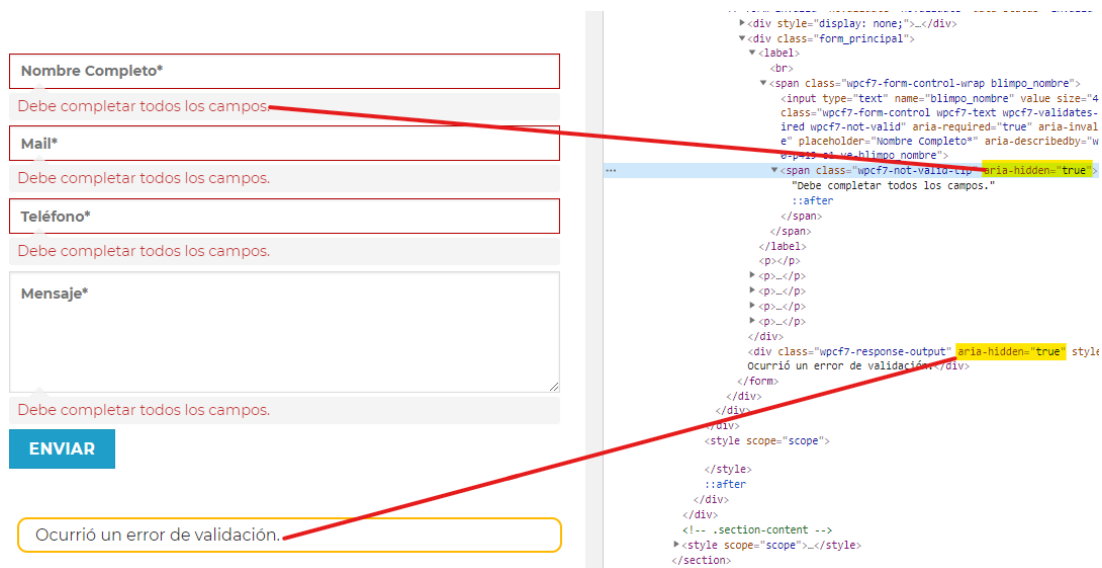 Nombre Completo*
Debe completar todos los campos.
Mail*
Debe completar todos los campos.
Teléfono*
Debe completar todos los campos.
Mensaje*
Debe completar todos los campos.
ENVIAR
Ocurrió un error de validación.
<div style="display: none;">…</div>
<div class="form_principal">
<label>
<br>
<span class="wpcf7-form-control-wrap blimpo_nombre">
<input type="text" name="blimpo_nombre" value size="4
class="wpcf7-form-control wpcf7-text wpcf7-validates-
ired wpcf7-not-valid" aria-required="true" aria-inval
e" placeholder="Nombre Completo*" aria-describedby="w
blimpo_nombre">
<span class="wpcf7-not-valid-tip" aria-hidden="true">
"Debe completar todos los campos."
::after
</span>
</span>
</label>
<p></p>
<p>…</p>
<p>…</p>
<p>…</p>
<p>…</p>
</div>
<div class="wpcf7-response-output" aria-hidden="true" style
Ocurrió un error de validación.</div>
</form>
</div>
</div>
</div>
<style scope="scope">
</style>
::after
</div>
</div>
<!-- .section-content -->
<style scope="scope">…</style>
</section>